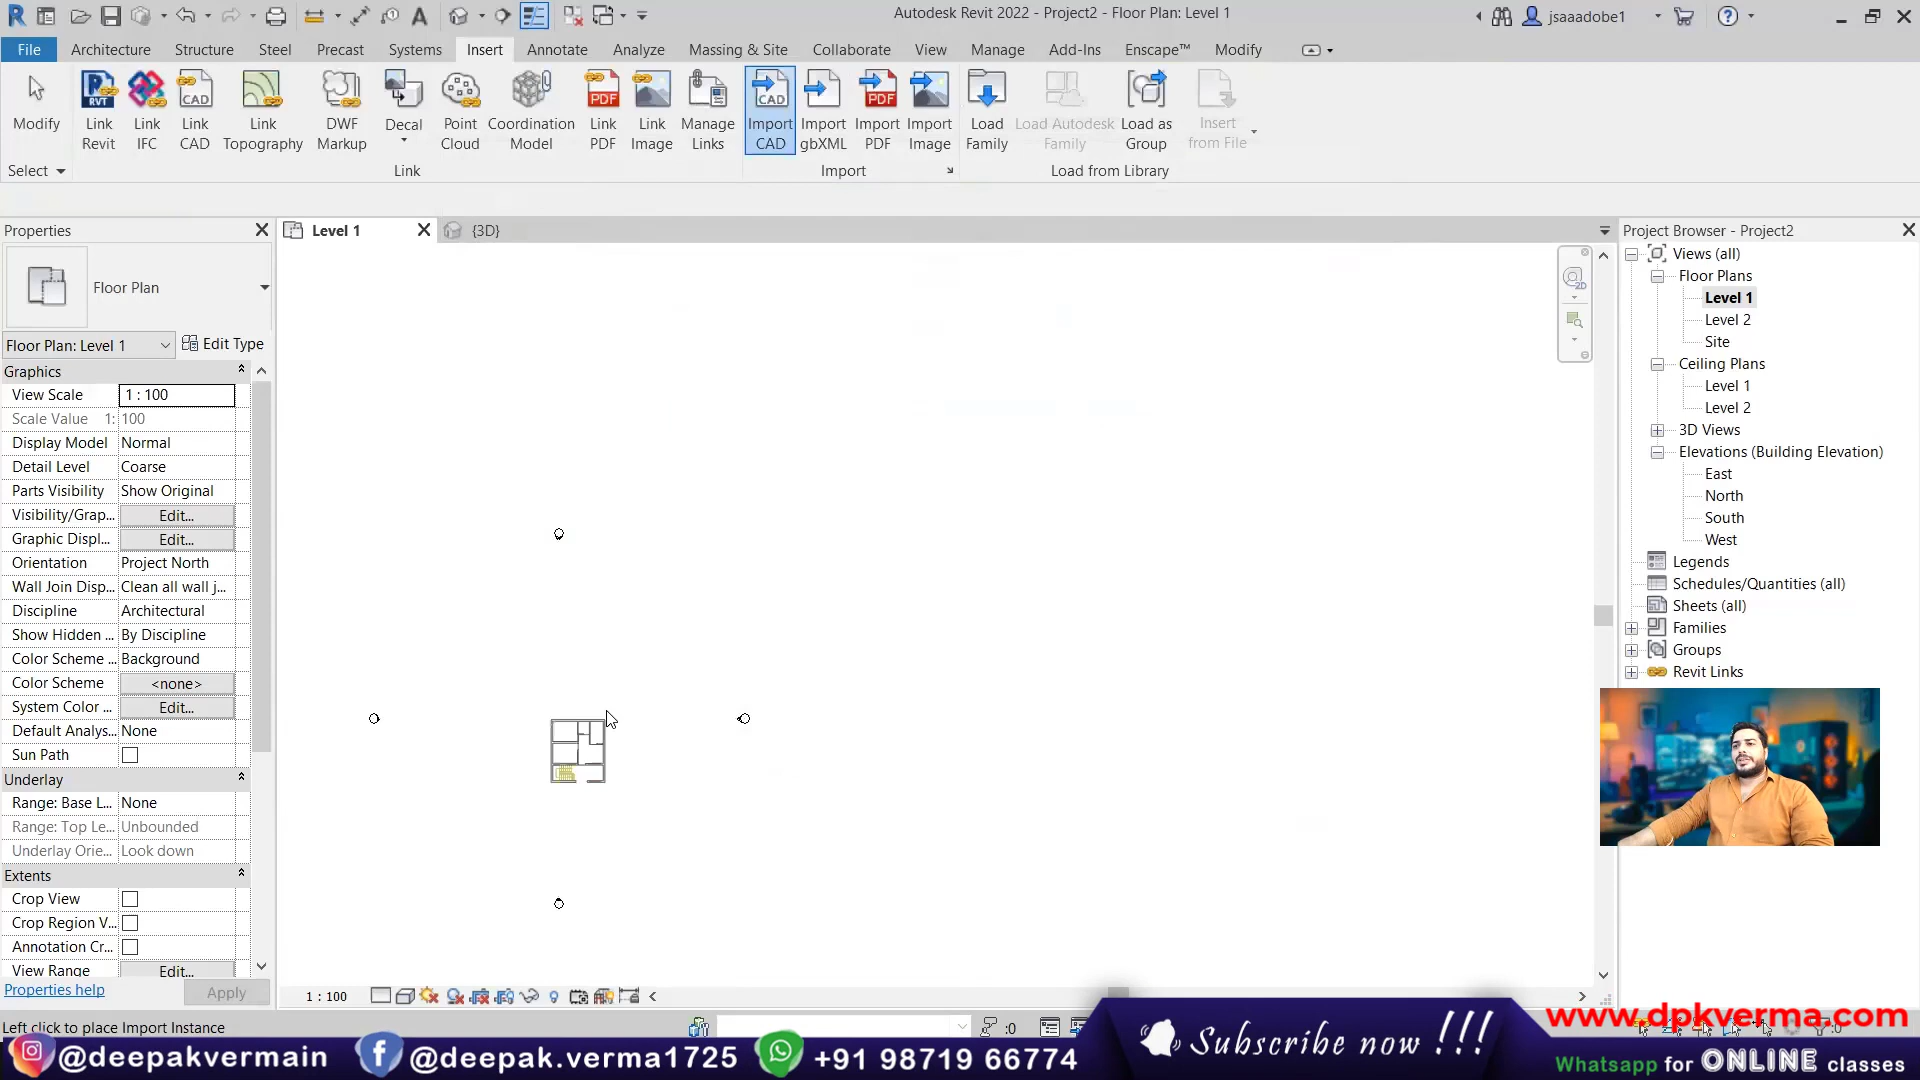 Autodesk Revit 2022 - Project2 - Floor Plan: Level 1
jsaaadobe1
File Architecture Structure Steel Precast Systems Insert Annotate Analyze Massing & Site Collaborate View Manage Add-Ins Enscape™ Modify
Modify
Link Revit
Link IFC
Link CAD
Link Topography
DWF Markup
Decal
Point Cloud
Coordination Model
Link PDF
Link Image
Manage Links
Import CAD
Import gbXML
Import PDF
Import Image
Load Family
Load Autodesk Family
Load as Group
Insert from File
Select
Link
Import
Load from Library
Properties
Floor Plan
Floor Plan: Level 1
Edit Type
Graphics
View Scale 1 : 100
Scale Value 1: 100
Display Model Normal
Detail Level Coarse
Parts Visibility Show Original
Visibility/Grap... Edit...
Graphic Displ... Edit...
Orientation Project North
Wall Join Disp... Clean all wall j...
Discipline Architectural
Show Hidden ... By Discipline
Color Scheme ... Background
Color Scheme <none>
System Color ... Edit...
Default Analys... None
Sun Path
Underlay
Range: Base L... None
Range: Top Le... Unbounded
Underlay Orie... Look down
Extents
Crop View
Crop Region V...
Annotation Cr...
View Range Edit...
Properties help
Apply
Level 1
{3D}
2D
1 : 100
Project Browser - Project2
Views (all)
Floor Plans
Level 1
Level 2
Site
Ceiling Plans
Level 1
Level 2
3D Views
Elevations (Building Elevation)
East
North
South
West
Legends
Schedules/Quantities (all)
Sheets (all)
Families
Groups
Revit Links
Left click to place Import Instance
:0
:0
@deepakvermain
@deepak.verma1725
+91 98719 66774
Subscribe now !!!
www.dpkverma.com
Whatsapp for ONLINE classes